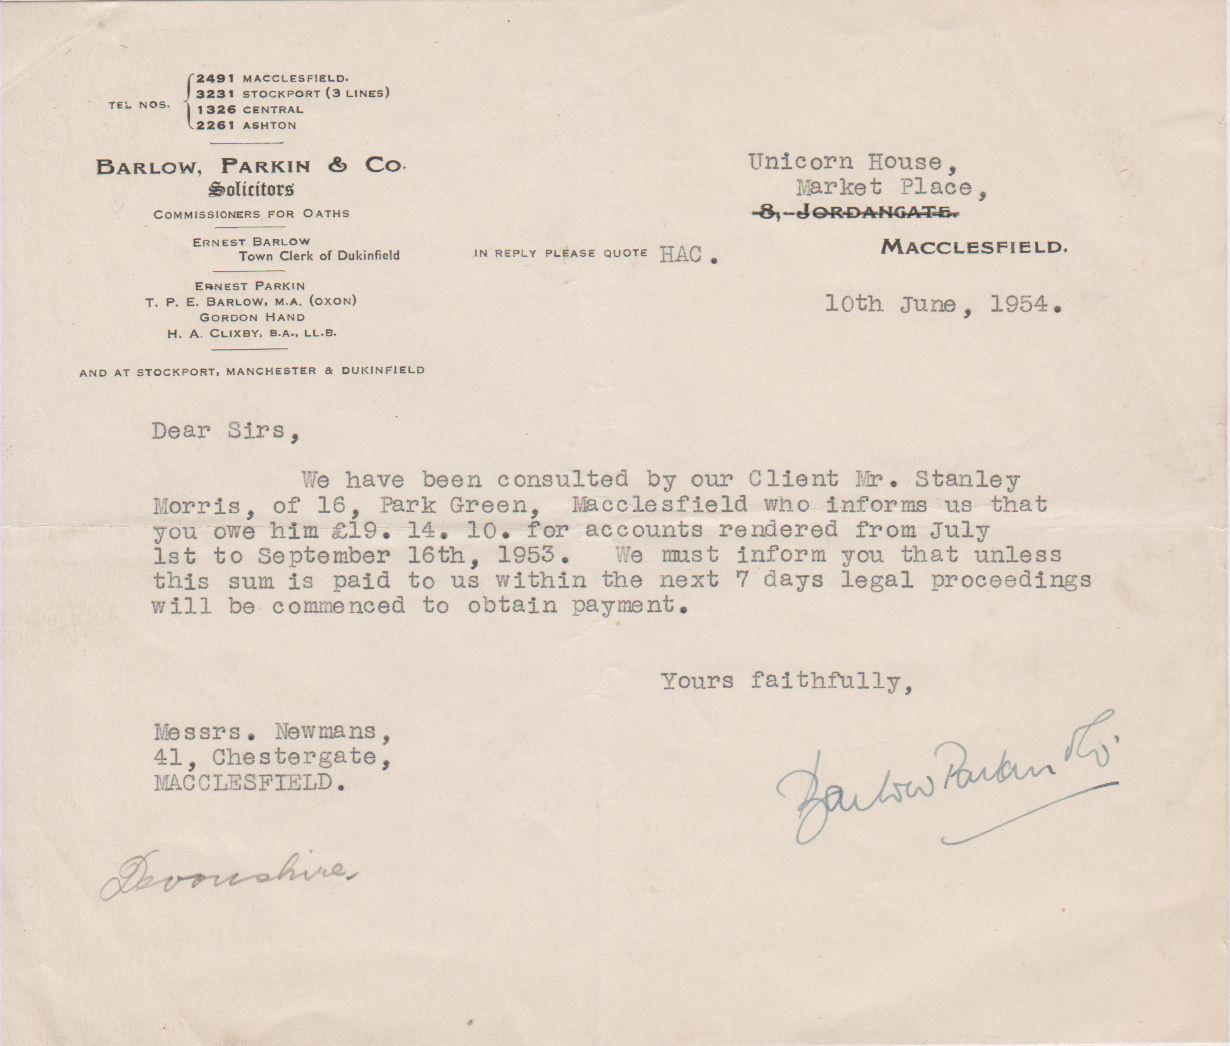 TEL NOS.
2491 MACCLESFIELD.
3231 STOCKPORT (3 LINES)
1326 CENTRAL
2261 ASHTON
BARLOW, PARKIN & CO.
Solicitors
COMMISSIONERS FOR OATHS
ERNEST BARLOW
Town Clerk of Dukinfield
ERNEST PARKIN
T. P. E. BARLOW, M.A. (OXON)
GORDON HAND
H. A. CLIXBY, B.A., LL.B.
AND AT STOCKPORT, MANCHESTER & DUKINFIELD
Unicorn House,
Market Place,
8, JORDANGATE.
MACCLESFIELD.
IN REPLY PLEASE QUOTE HAC.
10th June, 1954.
Dear Sirs,
We have been consulted by our Client Mr. Stanley
Morris, of 16, Park Green, Macclesfield who informs us that
you owe him £19. 14. 10. for accounts rendered from July
1st to September 16th, 1953. We must inform you that unless
this sum is paid to us within the next 7 days legal proceedings
will be commenced to obtain payment.
Yours faithfully,
Barlow Parkin & Co.
Messrs. Newmans,
41, Chestergate,
MACCLESFIELD.
Devonshire.